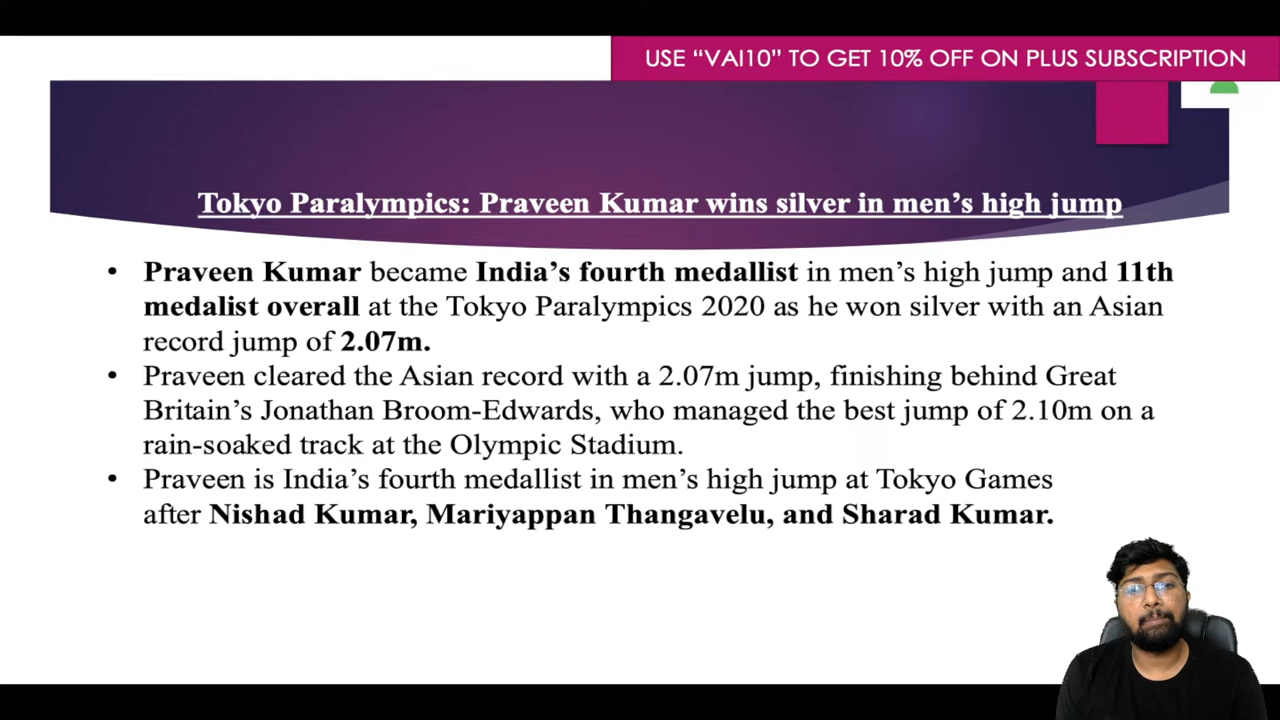 USE “VAI10” TO GET 10% OFF ON PLUS SUBSCRIPTION
Tokyo Paralympics: Praveen Kumar wins silver in men’s high jump
• Praveen Kumar became India’s fourth medallist in men’s high jump and 11th
medalist overall at the Tokyo Paralympics 2020 as he won silver with an Asian
record jump of 2.07m.
• Praveen cleared the Asian record with a 2.07m jump, finishing behind Great
Britain’s Jonathan Broom-Edwards, who managed the best jump of 2.10m on a
rain-soaked track at the Olympic Stadium.
• Praveen is India’s fourth medallist in men’s high jump at Tokyo Games
after Nishad Kumar, Mariyappan Thangavelu, and Sharad Kumar.